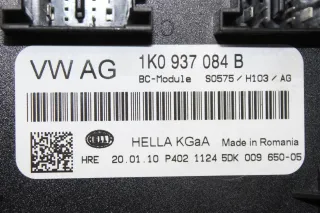 VW AG 1K0 937 084 B
BC-Module S0575/H103/AG
HELLA
HELLA KGaA Made in Romania
HRE 20.01.10 P402 1124 5DK 009 650-05